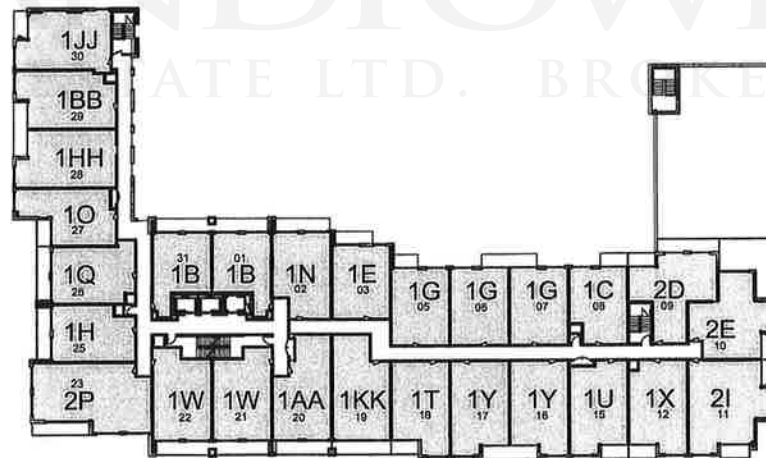 NDTOWN
ATE LTD. BROKE
1JJ
30
1BB
29
1HH
28
1O
27
1Q
26
1H
25
23
2P
31
1B
01
1B
1N
02
1E
03
1G
05
1G
06
1G
07
1C
08
2D
09
2E
10
1W
22
1W
21
1AA
20
1KK
19
1T
18
1Y
17
1Y
16
1U
15
1X
12
2I
11